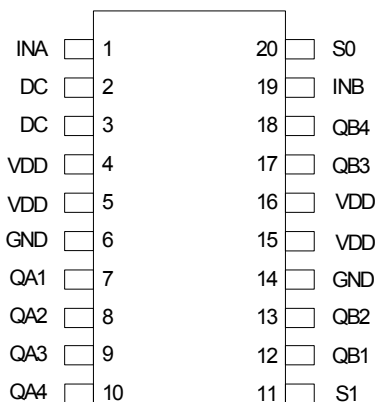 INA 1 20 S0
DC 2 19 INB
DC 3 18 QB4
VDD 4 17 QB3
VDD 5 16 VDD
GND 6 15 VDD
QA1 7 14 GND
QA2 8 13 QB2
QA3 9 12 QB1
QA4 10 11 S1